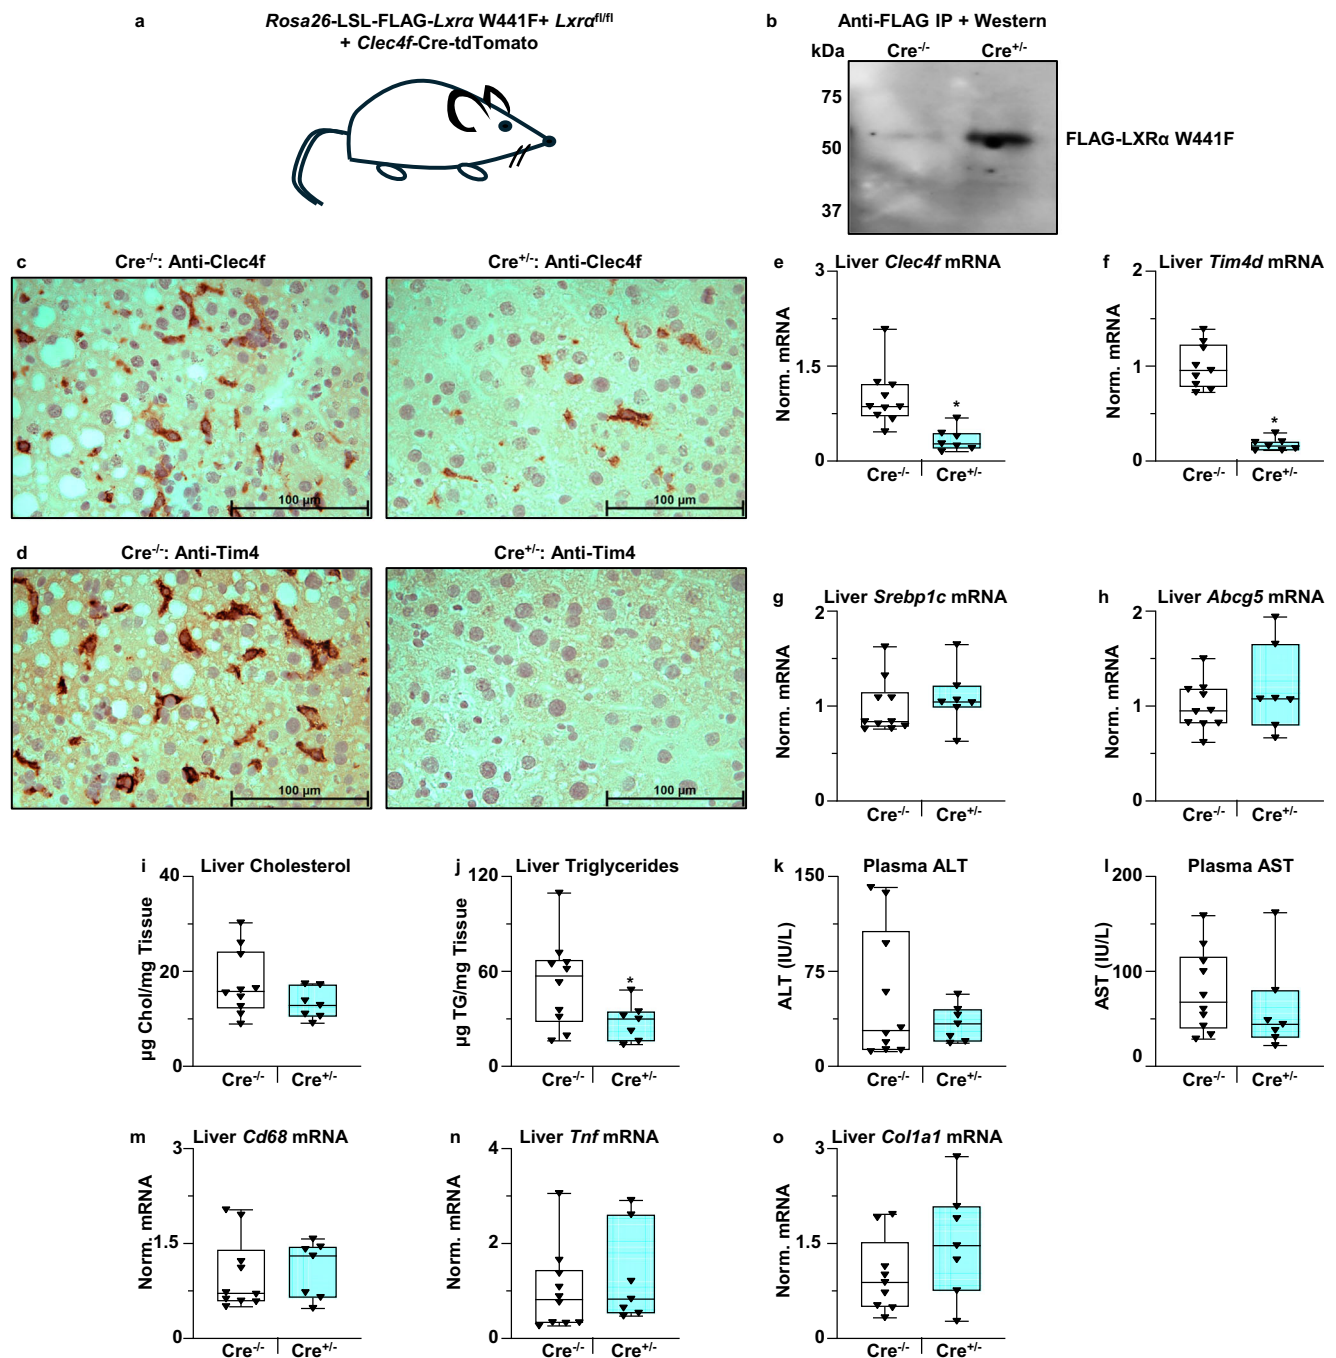 a
Rosa26-LSL-FLAG-Lxrα W441F+ Lxrα^fl/fl
+ Clec4f-Cre-tdTomato
b
Anti-FLAG IP + Western
kDa
Cre-/-
Cre+/-
75
50
37
FLAG-LXRα W441F
c
Cre-/-: Anti-Clec4f
100 µm
Cre+/-: Anti-Clec4f
100 µm
d
Cre-/-: Anti-Tim4
100 µm
Cre+/-: Anti-Tim4
100 µm
e
Liver Clec4f mRNA
Norm. mRNA
3
1.5
0
*
Cre-/-
Cre+/-
f
Liver Tim4d mRNA
Norm. mRNA
2
1
0
*
Cre-/-
Cre+/-
g
Liver Srebp1c mRNA
Norm. mRNA
2
1
0
Cre-/-
Cre+/-
h
Liver Abcg5 mRNA
Norm. mRNA
2
1
0
Cre-/-
Cre+/-
i
Liver Cholesterol
µg Chol/mg Tissue
40
20
0
Cre-/-
Cre+/-
j
Liver Triglycerides
µg TG/mg Tissue
120
60
0
*
Cre-/-
Cre+/-
k
Plasma ALT
ALT (IU/L)
150
75
0
Cre-/-
Cre+/-
l
Plasma AST
AST (IU/L)
200
100
0
Cre-/-
Cre+/-
m
Liver Cd68 mRNA
Norm. mRNA
3
1.5
0
Cre-/-
Cre+/-
n
Liver Tnf mRNA
Norm. mRNA
4
2
0
Cre-/-
Cre+/-
o
Liver Col1a1 mRNA
Norm. mRNA
3
1.5
0
Cre-/-
Cre+/-